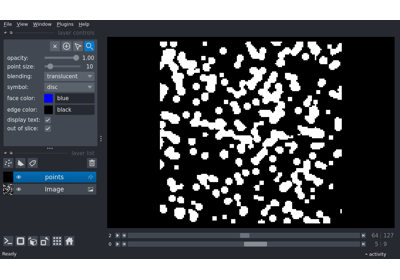 File View Window Plugins Help
layer controls
opacity: 1.00
point size: 10
blending: translucent
symbol: disc
face color: blue
edge color: black
display text:
out of slice:
layer list
points
Image
2 64 127
0 5 9
Ready activity